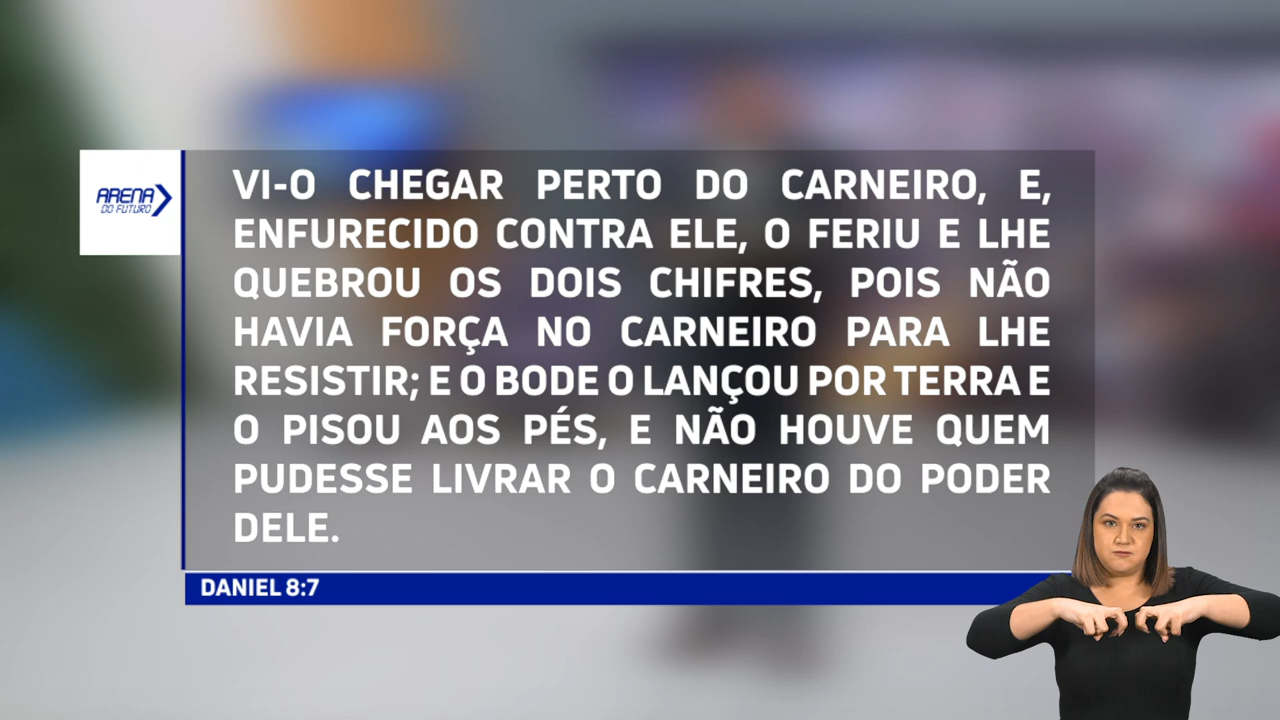 ARENA
DO FUTURO
VI-O CHEGAR PERTO DO CARNEIRO, E,
ENFURECIDO CONTRA ELE, O FERIU E LHE
QUEBROU OS DOIS CHIFRES, POIS NÃO
HAVIA FORÇA NO CARNEIRO PARA LHE
RESISTIR; E O BODE O LANÇOU POR TERRA E
O PISOU AOS PÉS, E NÃO HOUVE QUEM
PUDESSE LIVRAR O CARNEIRO DO PODER
DELE.
DANIEL 8:7